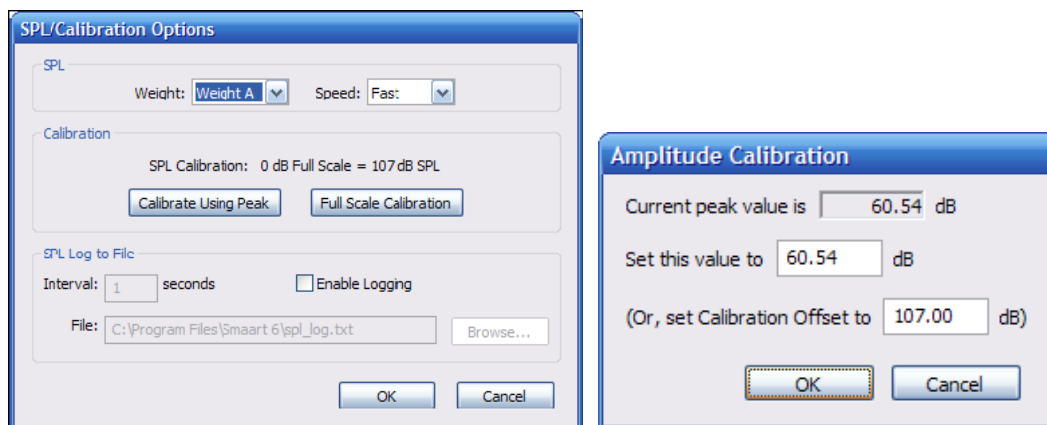 SPL/Calibration Options
SPL
Weight: Weight A Speed: Fast
Calibration
SPL Calibration: 0 dB Full Scale = 107 dB SPL
Calibrate Using Peak Full Scale Calibration
SPL Log to File
Interval: 1 seconds Enable Logging
File: C:\Program Files\Smaart 6\spl_log.txt Browse...
OK Cancel
Amplitude Calibration
Current peak value is 60.54 dB
Set this value to 60.54 dB
(Or, set Calibration Offset to 107.00 dB)
OK Cancel